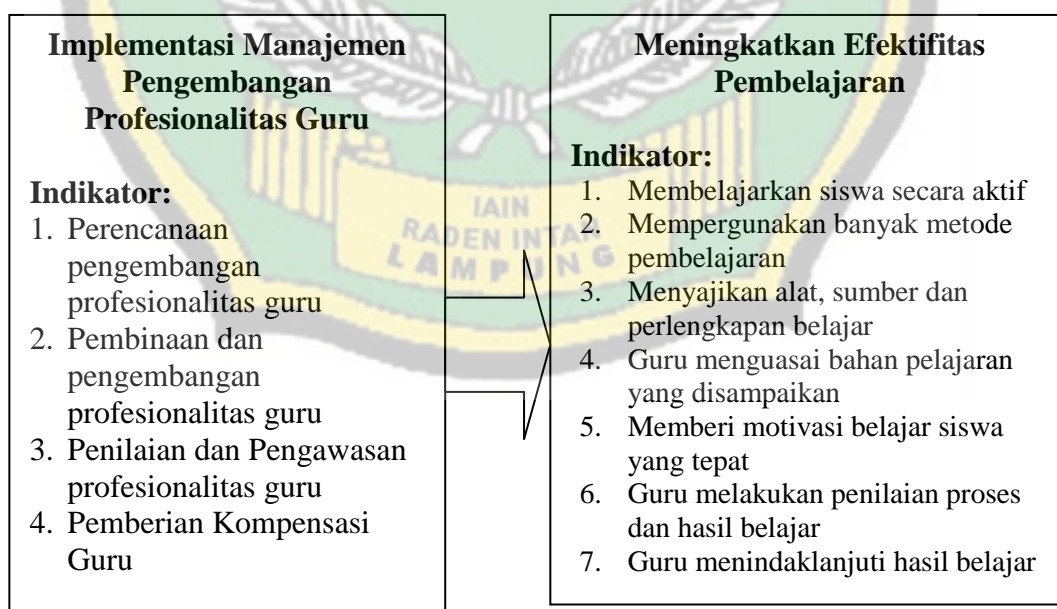 Implementasi Manajemen
Pengembangan
Profesionalitas Guru
Indikator:
1. Perencanaan
pengembangan
profesionalitas guru
2. Pembinaan dan
pengembangan
profesionalitas guru
3. Penilaian dan Pengawasan
profesionalitas guru
4. Pemberian Kompensasi
Guru
Meningkatkan Efektifitas
Pembelajaran
Indikator:
1. Membelajarkan siswa secara aktif
2. Mempergunakan banyak metode
pembelajaran
3. Menyajikan alat, sumber dan
perlengkapan belajar
4. Guru menguasai bahan pelajaran
yang disampaikan
5. Memberi motivasi belajar siswa
yang tepat
6. Guru melakukan penilaian proses
dan hasil belajar
7. Guru menindaklanjuti hasil belajar
IAIN
RADEN INTAN
LAMPUNG